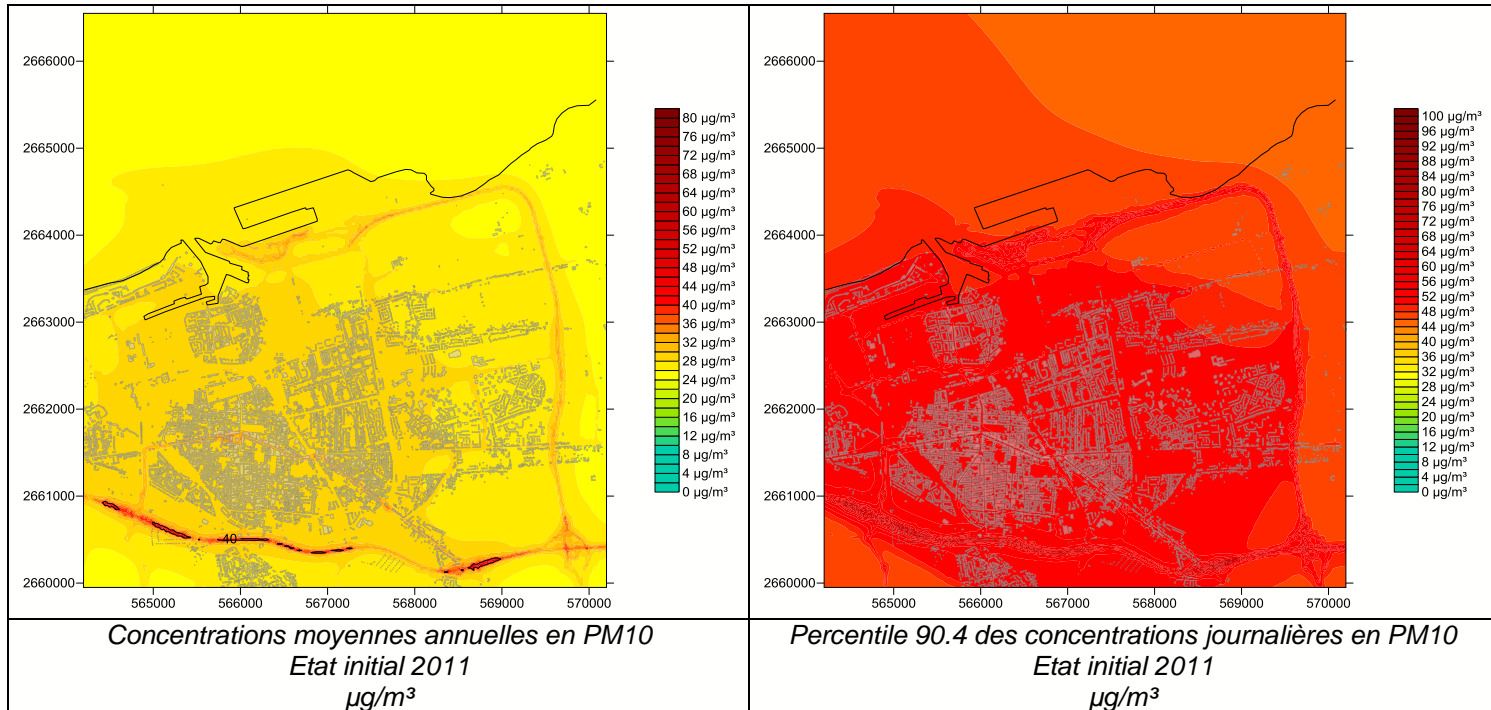 2666000
2665000
2664000
2663000
2662000
2661000
2660000
565000 566000 567000 568000 569000 570000
40
80 µg/m³
76 µg/m³
72 µg/m³
68 µg/m³
64 µg/m³
60 µg/m³
56 µg/m³
52 µg/m³
48 µg/m³
44 µg/m³
40 µg/m³
36 µg/m³
32 µg/m³
28 µg/m³
24 µg/m³
20 µg/m³
16 µg/m³
12 µg/m³
8 µg/m³
4 µg/m³
0 µg/m³
2666000
2665000
2664000
2663000
2662000
2661000
2660000
565000 566000 567000 568000 569000 570000
100 µg/m³
96 µg/m³
92 µg/m³
88 µg/m³
84 µg/m³
80 µg/m³
76 µg/m³
72 µg/m³
68 µg/m³
64 µg/m³
60 µg/m³
56 µg/m³
52 µg/m³
48 µg/m³
44 µg/m³
40 µg/m³
36 µg/m³
32 µg/m³
28 µg/m³
24 µg/m³
20 µg/m³
16 µg/m³
12 µg/m³
8 µg/m³
4 µg/m³
0 µg/m³
Concentrations moyennes annuelles en PM10
Etat initial 2011
µg/m³
Percentile 90.4 des concentrations journalières en PM10
Etat initial 2011
µg/m³